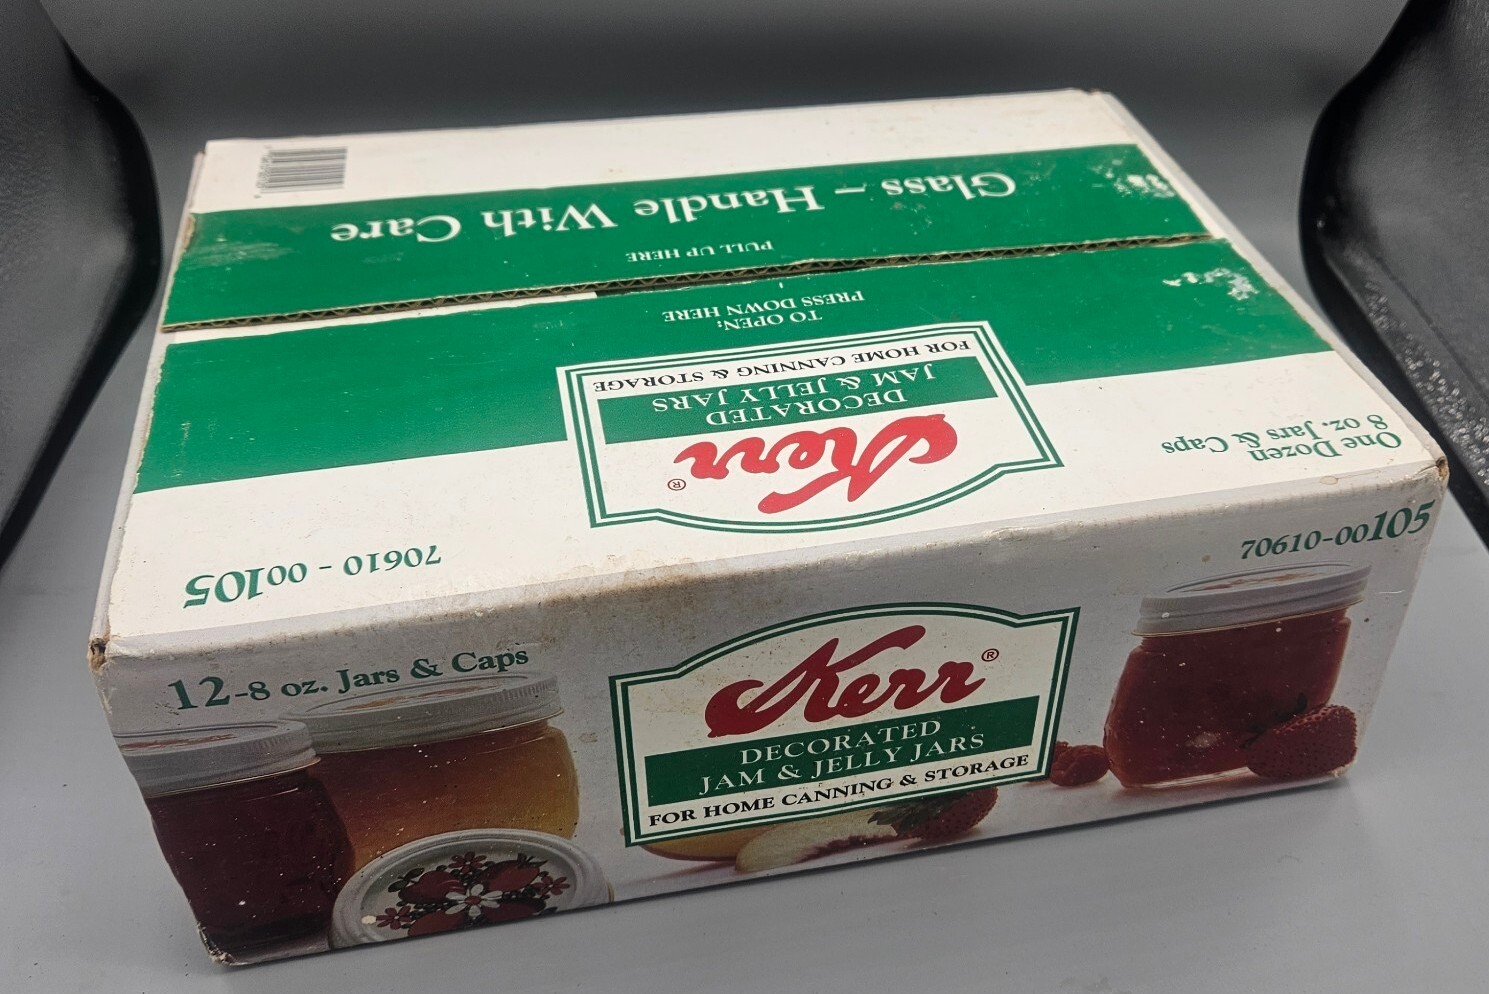 Glass – Handle With Care
PULL UP HERE
TO OPEN:
PRESS DOWN HERE
Kerr®
DECORATED
JAM & JELLY JARS
FOR HOME CANNING & STORAGE
One Dozen
8 oz. Jars & Caps
70610 - 00105
12-8 oz. Jars & Caps
70610-00105
Kerr®
DECORATED
JAM & JELLY JARS
FOR HOME CANNING & STORAGE